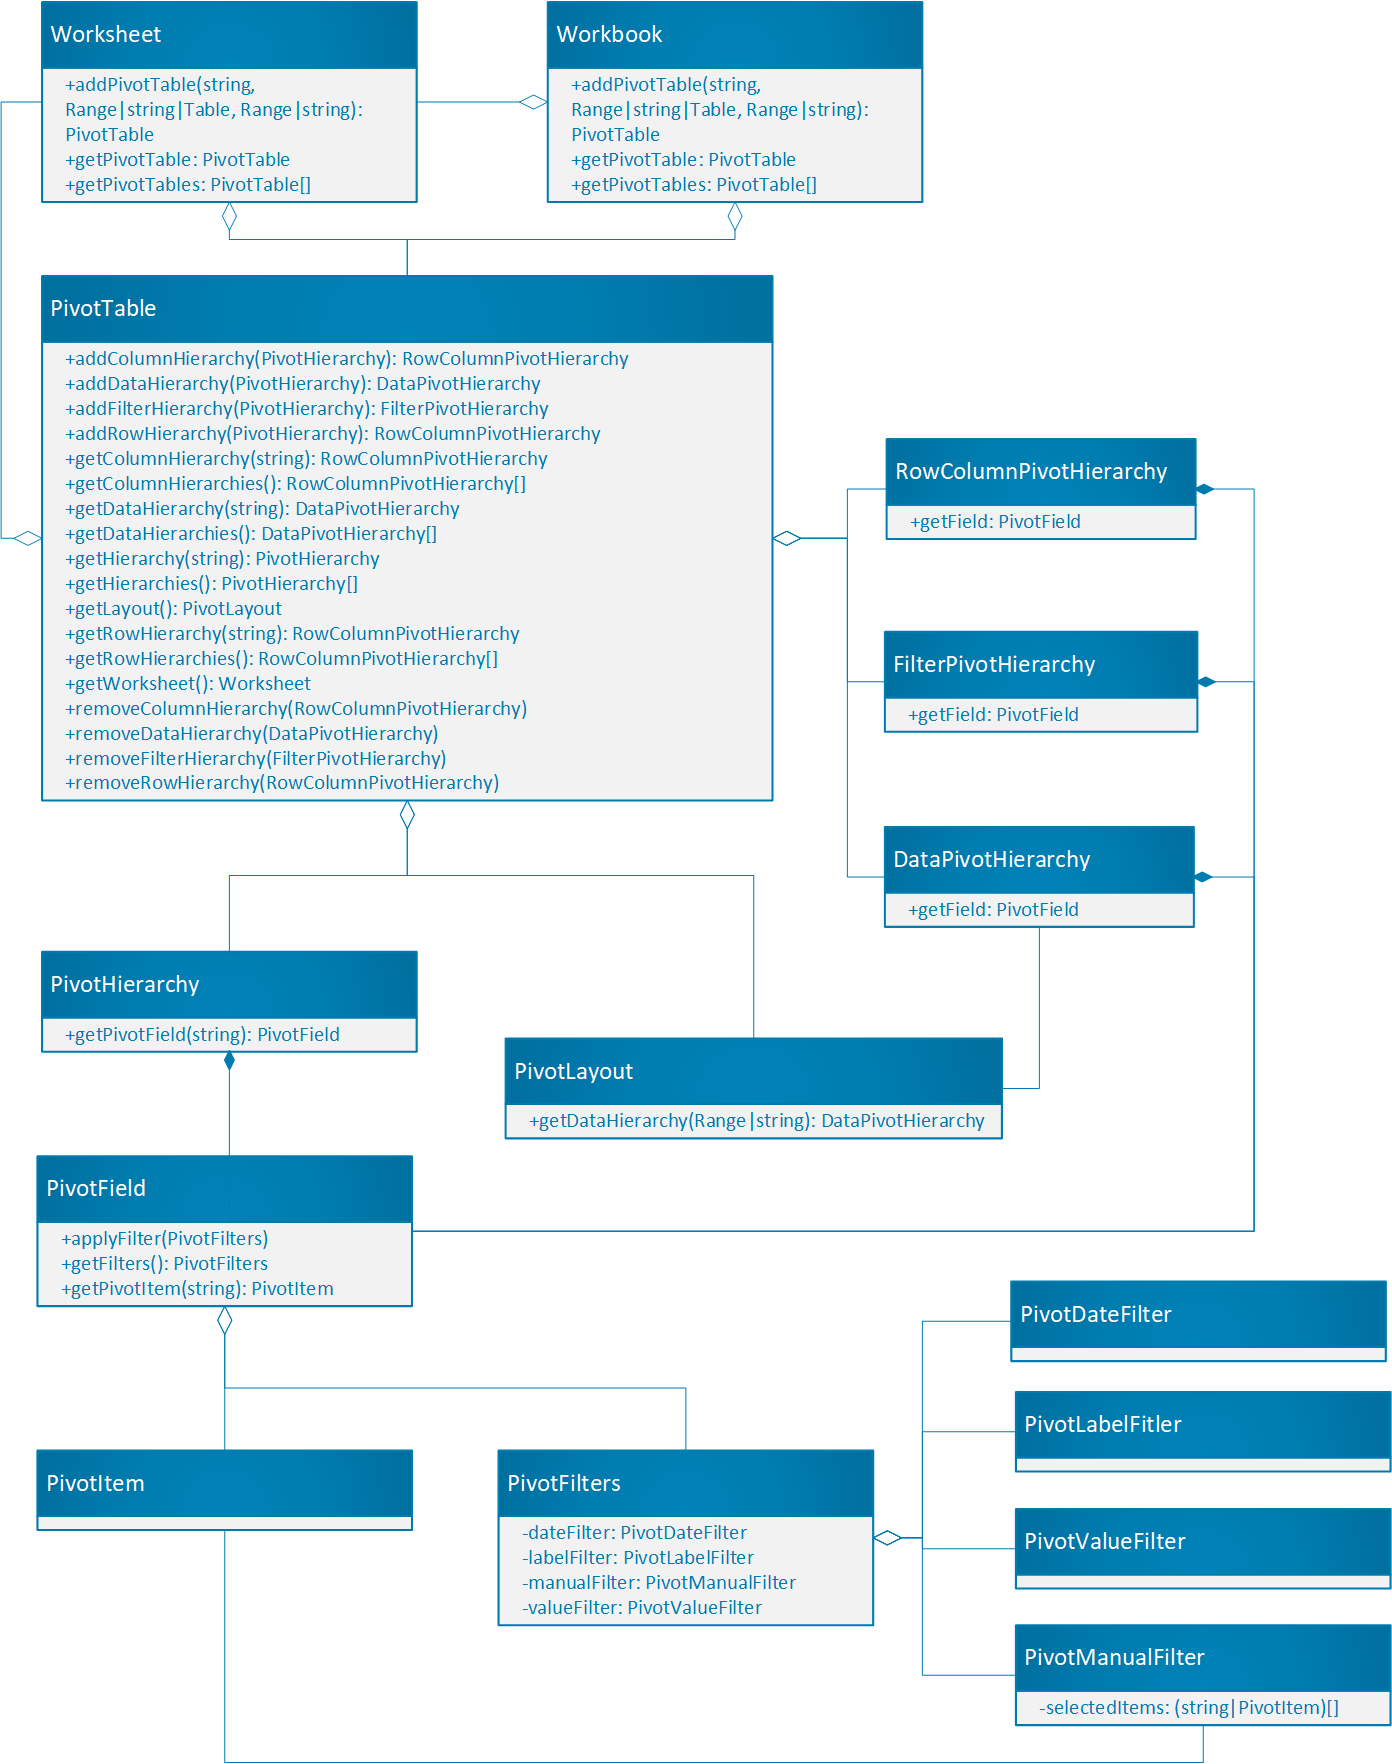 Worksheet
+addPivotTable(string,
Range|string|Table, Range|string):
PivotTable
+getPivotTable: PivotTable
+getPivotTables: PivotTable[]
Workbook
+addPivotTable(string,
Range|string|Table, Range|string):
PivotTable
+getPivotTable: PivotTable
+getPivotTables: PivotTable[]
PivotTable
+addColumnHierarchy(PivotHierarchy): RowColumnPivotHierarchy
+addDataHierarchy(PivotHierarchy): DataPivotHierarchy
+addFilterHierarchy(PivotHierarchy): FilterPivotHierarchy
+addRowHierarchy(PivotHierarchy): RowColumnPivotHierarchy
+getColumnHierarchy(string): RowColumnPivotHierarchy
+getColumnHierarchies(): RowColumnPivotHierarchy[]
+getDataHierarchy(string): DataPivotHierarchy
+getDataHierarchies(): DataPivotHierarchy[]
+getHierarchy(string): PivotHierarchy
+getHierarchies(): PivotHierarchy[]
+getLayout(): PivotLayout
+getRowHierarchy(string): RowColumnPivotHierarchy
+getRowHierarchies(): RowColumnPivotHierarchy[]
+getWorksheet(): Worksheet
+removeColumnHierarchy(RowColumnPivotHierarchy)
+removeDataHierarchy(DataPivotHierarchy)
+removeFilterHierarchy(FilterPivotHierarchy)
+removeRowHierarchy(RowColumnPivotHierarchy)
RowColumnPivotHierarchy
+getField: PivotField
FilterPivotHierarchy
+getField: PivotField
DataPivotHierarchy
+getField: PivotField
PivotHierarchy
+getPivotField(string): PivotField
PivotLayout
+getDataHierarchy(Range|string): DataPivotHierarchy
PivotField
+applyFilter(PivotFilters)
+getFilters(): PivotFilters
+getPivotItem(string): PivotItem
PivotItem
PivotFilters
-dateFilter: PivotDateFilter
-labelFilter: PivotLabelFilter
-manualFilter: PivotManualFilter
-valueFilter: PivotValueFilter
PivotDateFilter
PivotLabelFitler
PivotValueFilter
PivotManualFilter
-selectedItems: (string|PivotItem)[]